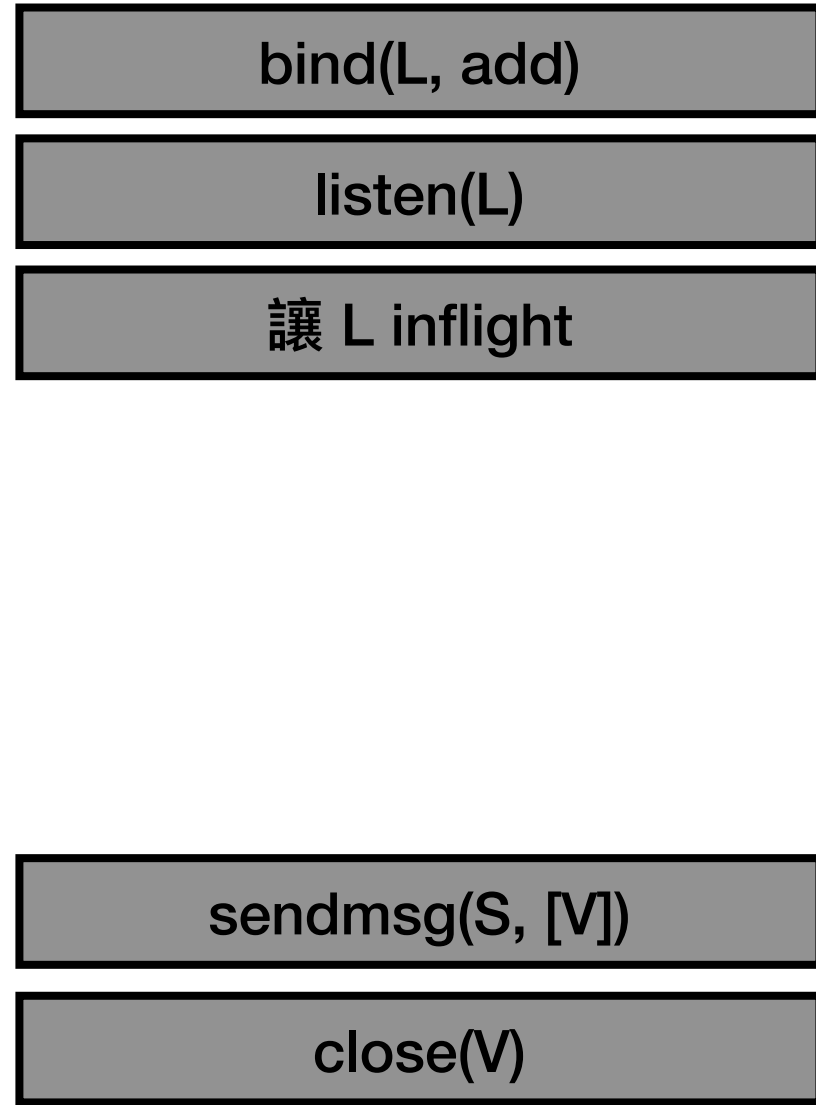 bind(L, add)
listen(L)
讓 L inflight
sendmsg(S, [V])
close(V)